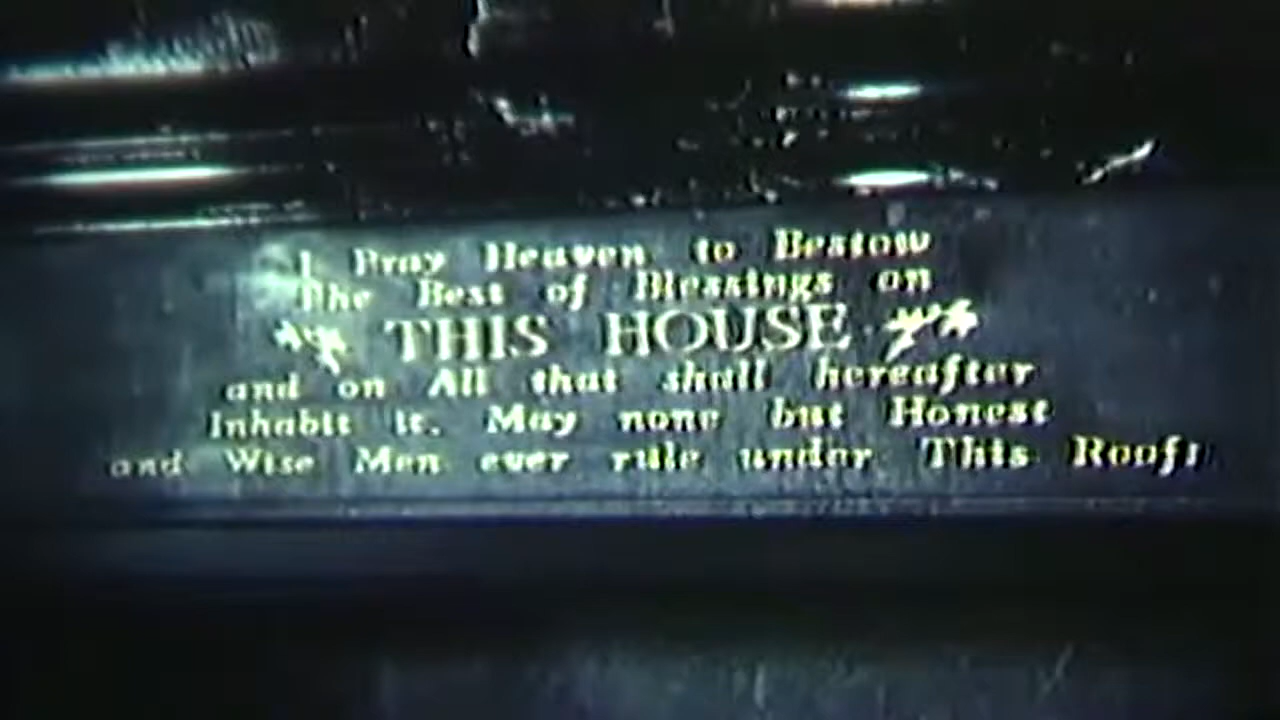 I Pray Heaven to Bestow
The Best of Blessings on
THIS HOUSE
and on All that shall hereafter
Inhabit it. May none but Honest
and Wise Men ever rule under This Roof!